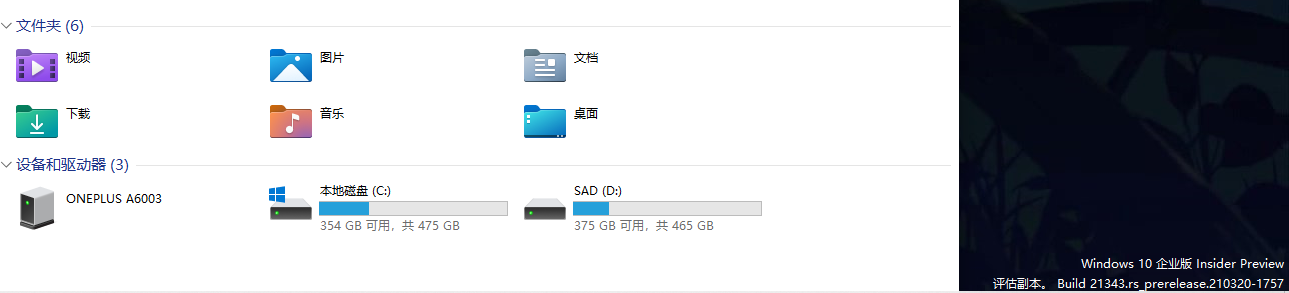 文件夹 (6)
视频
图片
文档
下载
音乐
桌面
设备和驱动器 (3)
ONEPLUS A6003
本地磁盘 (C:)
354 GB 可用，共 475 GB
SAD (D:)
375 GB 可用，共 465 GB
Windows 10 企业版 Insider Preview
评估副本。 Build 21343.rs_prerelease.210320-1757